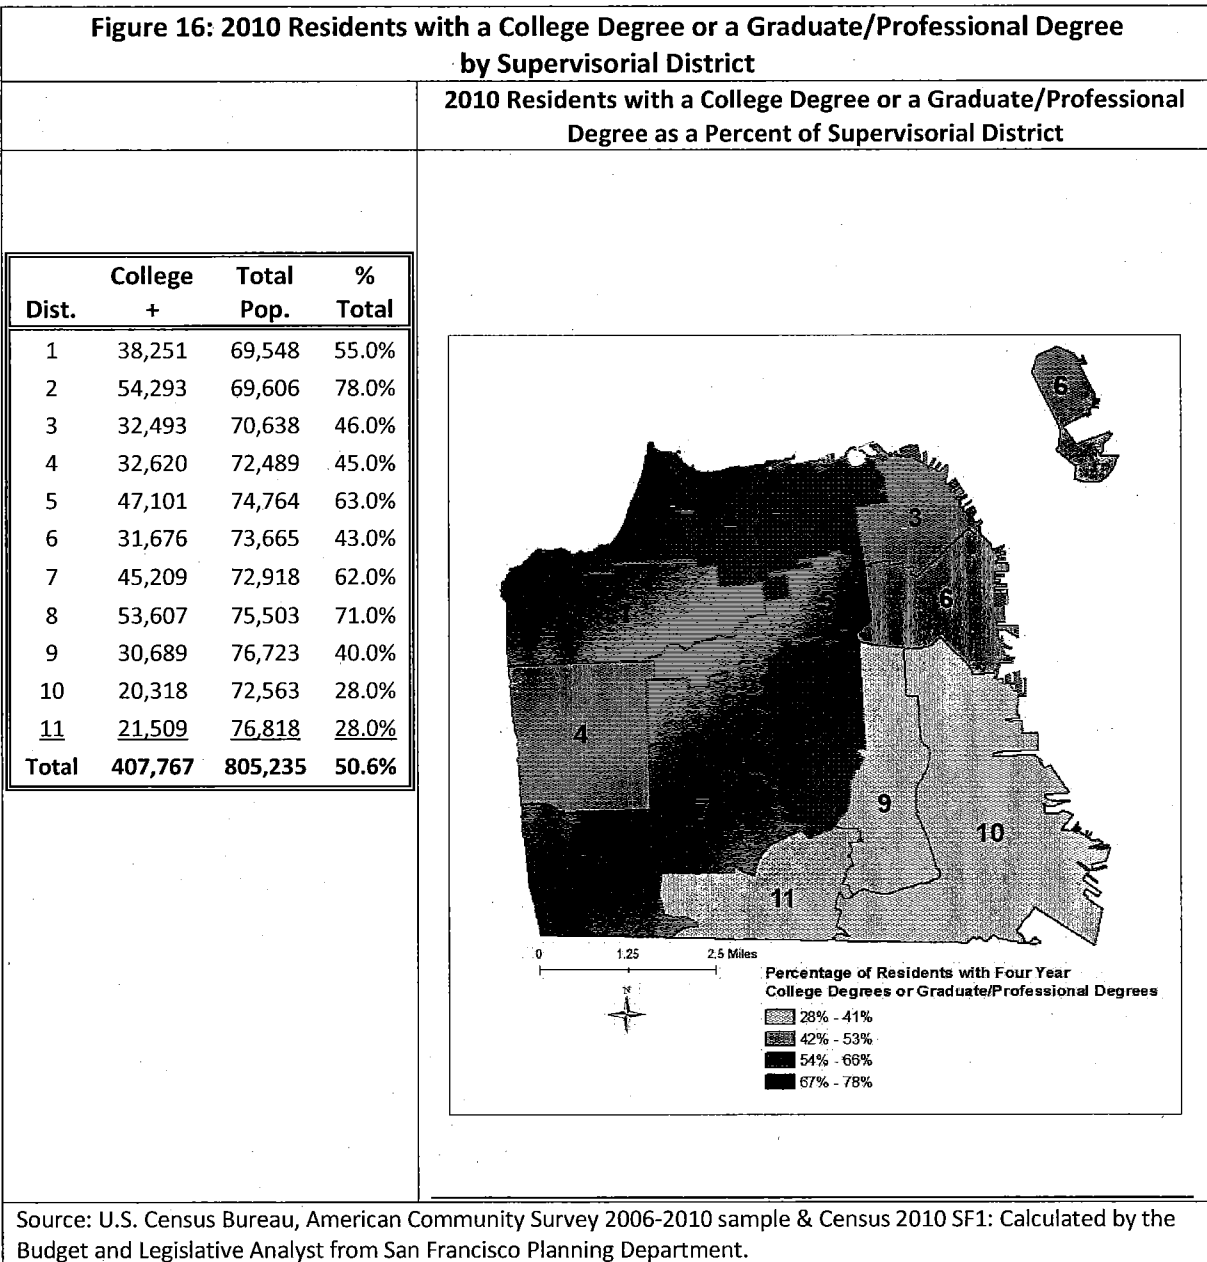 Figure 16: 2010 Residents with a College Degree or a Graduate/Professional Degree
by Supervisorial District
2010 Residents with a College Degree or a Graduate/Professional
Degree as a Percent of Supervisorial District
College Total %
Dist. + Pop. Total
1 38,251 69,548 55.0%
2 54,293 69,606 78.0%
3 32,493 70,638 46.0%
4 32,620 72,489 45.0%
5 47,101 74,764 63.0%
6 31,676 73,665 43.0%
7 45,209 72,918 62.0%
8 53,607 75,503 71.0%
9 30,689 76,723 40.0%
10 20,318 72,563 28.0%
11 21,509 76,818 28.0%
Total 407,767 805,235 50.6%
6
3
6
4
9
10
11
0 1.25 2.5 Miles
N
Percentage of Residents with Four Year
College Degrees or Graduate/Professional Degrees
28% - 41%
42% - 53%
54% - 66%
67% - 78%
Source: U.S. Census Bureau, American Community Survey 2006-2010 sample & Census 2010 SF1: Calculated by the
Budget and Legislative Analyst from San Francisco Planning Department.